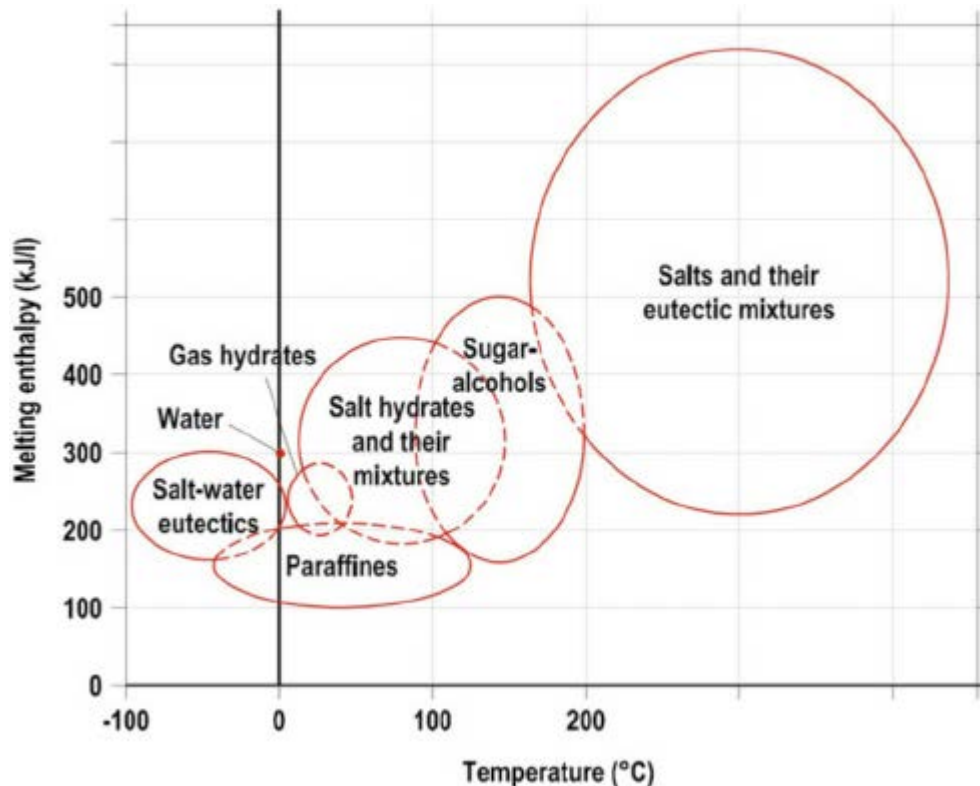 Melting enthalpy (kJ/l)
500
400
300
200
100
0
-100
0
100
200
Temperature (°C)
Gas hydrates
Water
Salt-water
eutectics
Salt hydrates
and their
mixtures
Paraffines
Sugar-
alcohols
Salts and their
eutectic mixtures